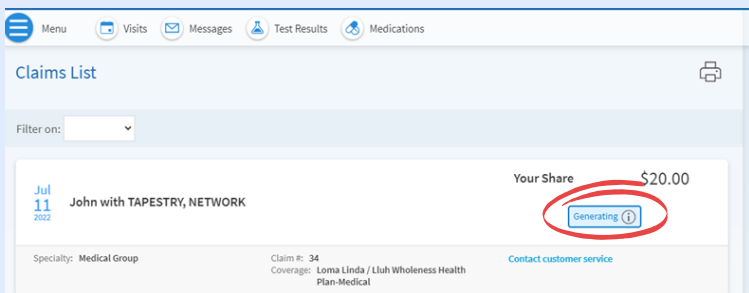 Menu Visits Messages Test Results Medications
Claims List
Filter on:
Your Share $20.00
Jul
11
2022
John with TAPESTRY, NETWORK
Generating
Specialty: Medical Group
Claim #: 34
Coverage: Loma Linda / Lluh Wholeness Health
Plan-Medical
Contact customer service